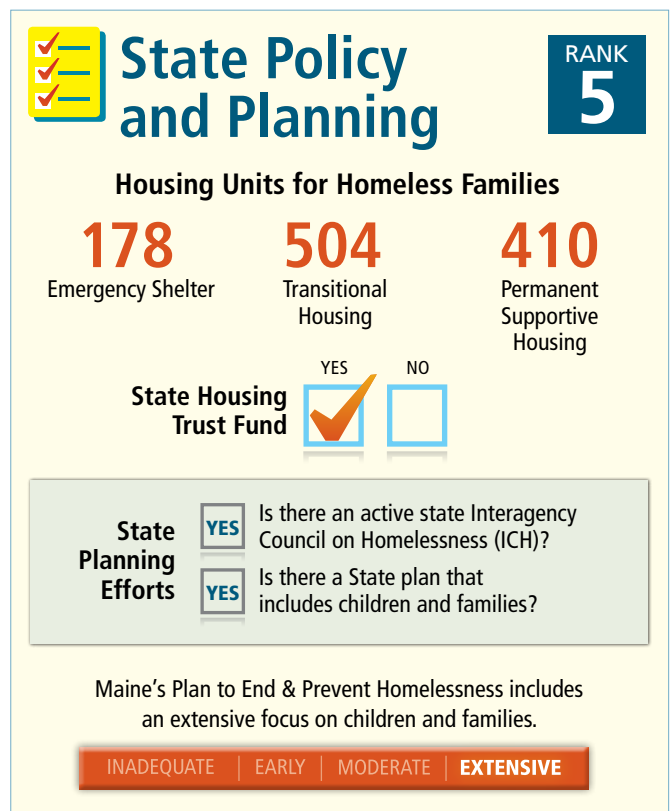 State Policy
and Planning
RANK
5
Housing Units for Homeless Families
178
Emergency Shelter
504
Transitional
Housing
410
Permanent
Supportive
Housing
YES
NO
State Housing
Trust Fund
State
Planning
Efforts
YES
Is there an active state Interagency
Council on Homelessness (ICH)?
YES
Is there a State plan that
includes children and families?
Maine's Plan to End & Prevent Homelessness includes
an extensive focus on children and families.
INADEQUATE | EARLY | MODERATE | EXTENSIVE